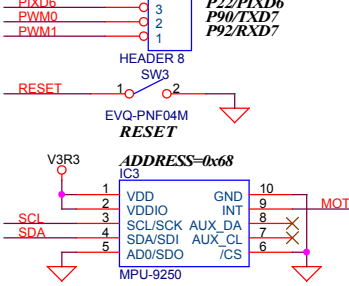 PIXD6 3 P22/PIXD6
PWM0 2 P90/TXD7
PWM1 1 P92/RXD7
HEADER 8
SW3
RESET 1 2
EVQ-PNF04M
RESET
V3R3 ADDRESS=0x68
IC3
1 VDD GND 10
2 VDDIO INT 9 MOT
SCL 3 SCL/SCK AUX_DA 8
SDA 4 SDA/SDI AUX_CL 7
5 AD0/SDO /CS 6
MPU-9250